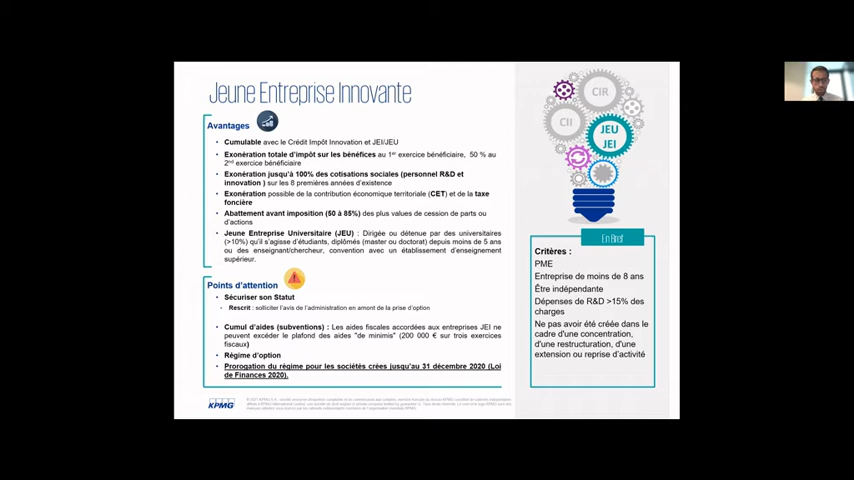 Jeune Entreprise Innovante
Avantages
• Cumulable avec le Crédit Impôt Innovation et JEI/JEU
• Exonération totale d'impôt sur les bénéfices au 1er exercice bénéficiaire, 50 % au
2nd exercice bénéficiaire
• Exonération jusqu'à 100% des cotisations sociales (personnel R&D et
innovation ) sur les 8 premières années d'existence
• Exonération possible de la contribution économique territoriale (CET) et de la taxe
foncière
• Abattement avant imposition (50 à 85%) des plus values de cession de parts ou
d'actions
• Jeune Entreprise Universitaire (JEU) : Dirigée ou détenue par des universitaires
(>10%) qu'il s'agisse d'étudiants, diplômés (master ou doctorat) depuis moins de 5 ans
ou des enseignant/chercheur, convention avec un établissement d'enseignement
supérieur.
Points d'attention
• Sécuriser son Statut
• Rescrit : solliciter l'avis de l'administration en amont de la prise d'option
• Cumul d'aides (subventions) : Les aides fiscales accordées aux entreprises JEI ne
peuvent excéder le plafond des aides "de minimis" (200 000 € sur trois exercices
fiscaux)
• Régime d'option
• Prorogation du régime pour les sociétés crées jusqu'au 31 décembre 2020 (Loi
de Finances 2020).
KPMG
CIR
CII
JEU
JEI
En Bref
Critères :
PME
Entreprise de moins de 8 ans
Être indépendante
Dépenses de R&D >15% des
charges
Ne pas avoir été créée dans le
cadre d'une concentration,
d'une restructuration, d'une
extension ou reprise d'activité